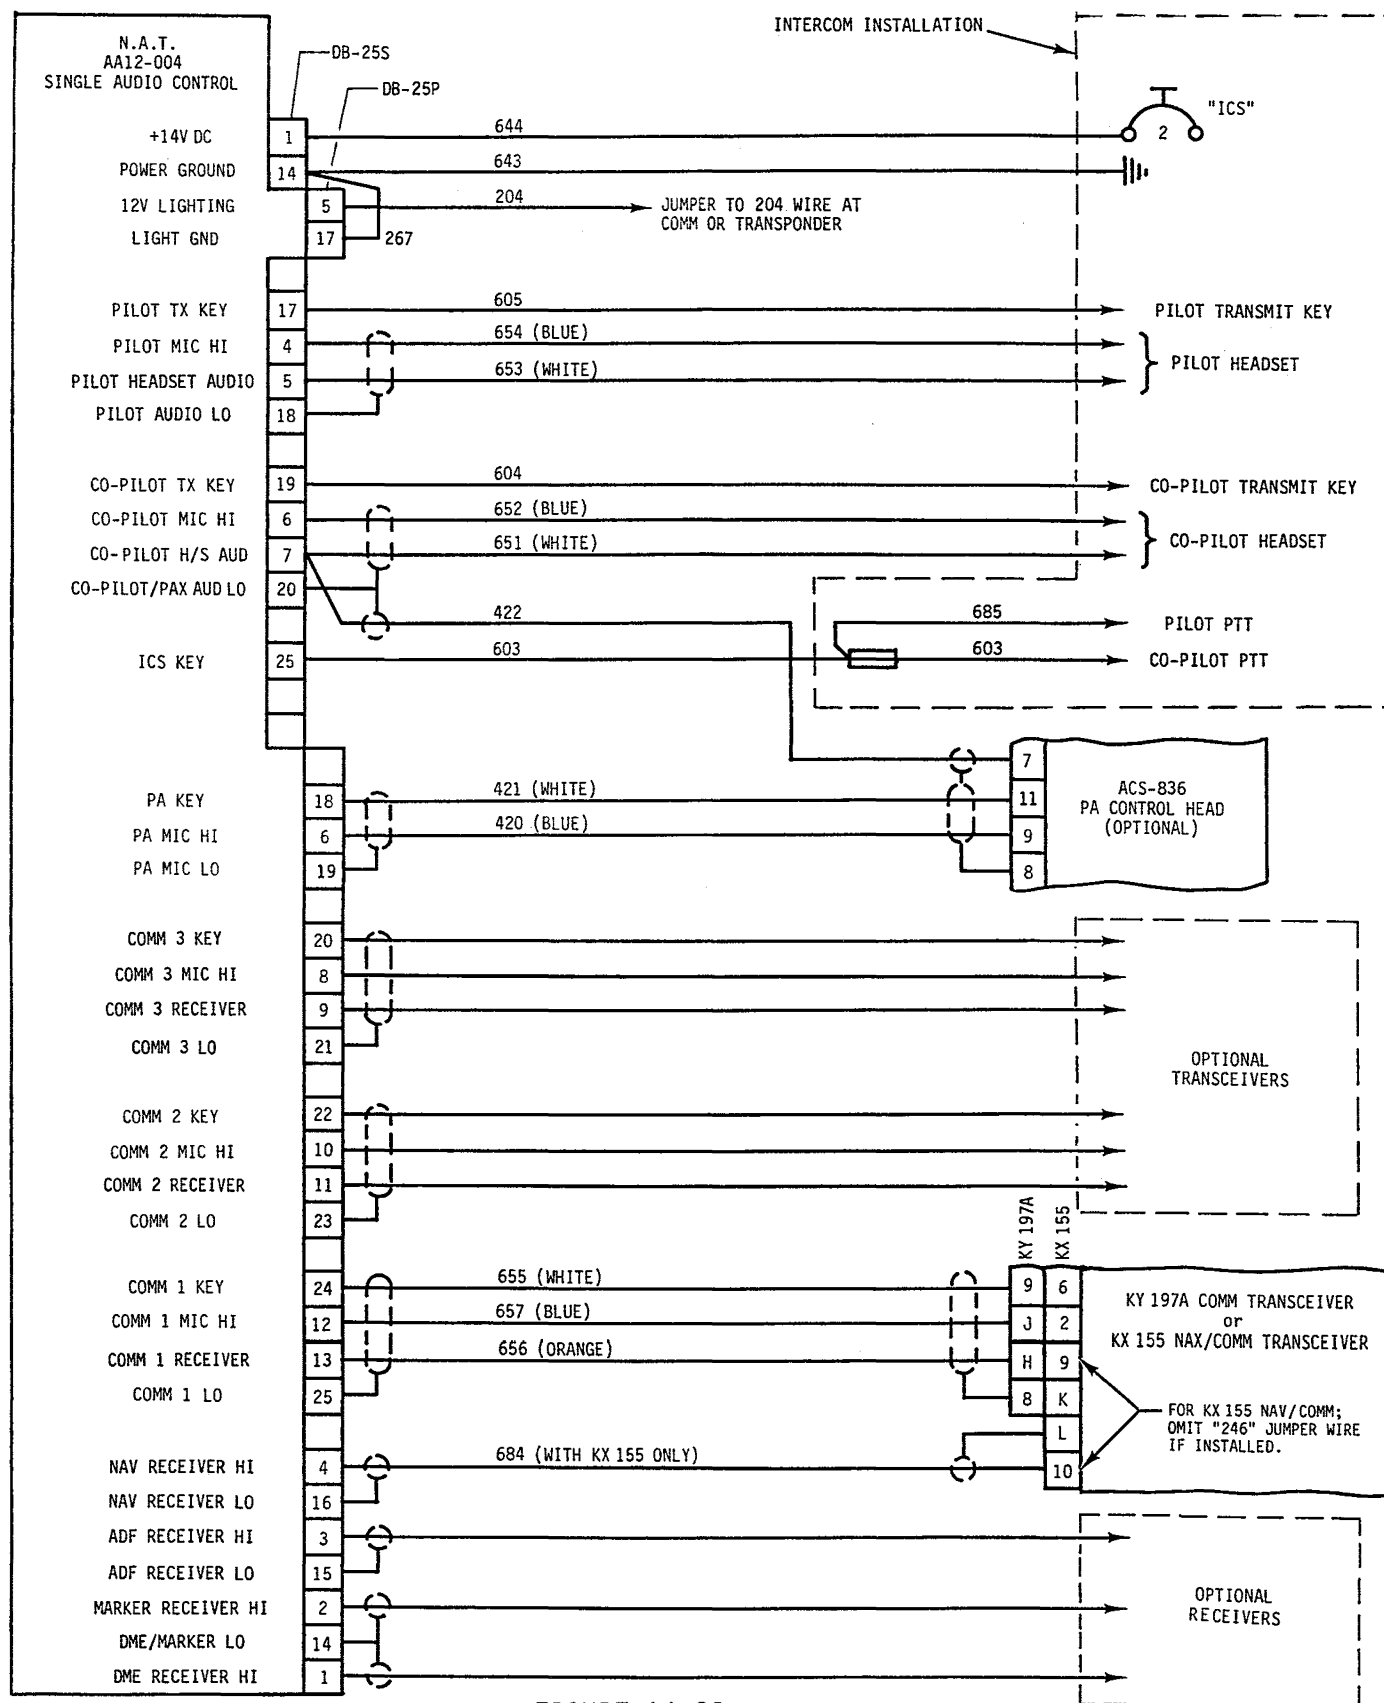 N.A.T.
AA12-004
SINGLE AUDIO CONTROL
DB-25S
DB-25P
INTERCOM INSTALLATION
+14V DC 1 644 2 "ICS"
POWER GROUND 14 643
12V LIGHTING 5 204 JUMPER TO 204 WIRE AT
COMM OR TRANSPONDER
LIGHT GND 17 267
PILOT TX KEY 17 605 PILOT TRANSMIT KEY
PILOT MIC HI 4 654 (BLUE)
PILOT HEADSET
PILOT HEADSET AUDIO 5 653 (WHITE)
PILOT AUDIO LO 18
CO-PILOT TX KEY 19 604 CO-PILOT TRANSMIT KEY
CO-PILOT MIC HI 6 652 (BLUE)
CO-PILOT HEADSET
CO-PILOT H/S AUD 7 651 (WHITE)
CO-PILOT/PAX AUD LO 20
422 685 PILOT PTT
ICS KEY 25 603 603 CO-PILOT PTT
7
ACS-836
PA CONTROL HEAD
(OPTIONAL)
PA KEY 18 421 (WHITE) 11
PA MIC HI 6 420 (BLUE) 9
PA MIC LO 19 8
COMM 3 KEY 20
COMM 3 MIC HI 8
COMM 3 RECEIVER 9
COMM 3 LO 21
OPTIONAL
TRANSCEIVERS
COMM 2 KEY 22
COMM 2 MIC HI 10
COMM 2 RECEIVER 11
COMM 2 LO 23
KY 197A KX 155
COMM 1 KEY 24 655 (WHITE) 9 6
COMM 1 MIC HI 12 657 (BLUE) J 2
COMM 1 RECEIVER 13 656 (ORANGE) H 9
COMM 1 LO 25 8 K
KY 197A COMM TRANSCEIVER
or
KX 155 NAX/COMM TRANSCEIVER
FOR KX 155 NAV/COMM;
OMIT "246" JUMPER WIRE
IF INSTALLED.
L
NAV RECEIVER HI 4 684 (WITH KX 155 ONLY) 10
NAV RECEIVER LO 16
ADF RECEIVER HI 3
ADF RECEIVER LO 15
MARKER RECEIVER HI 2
DME/MARKER LO 14
DME RECEIVER HI 1
OPTIONAL
RECEIVERS